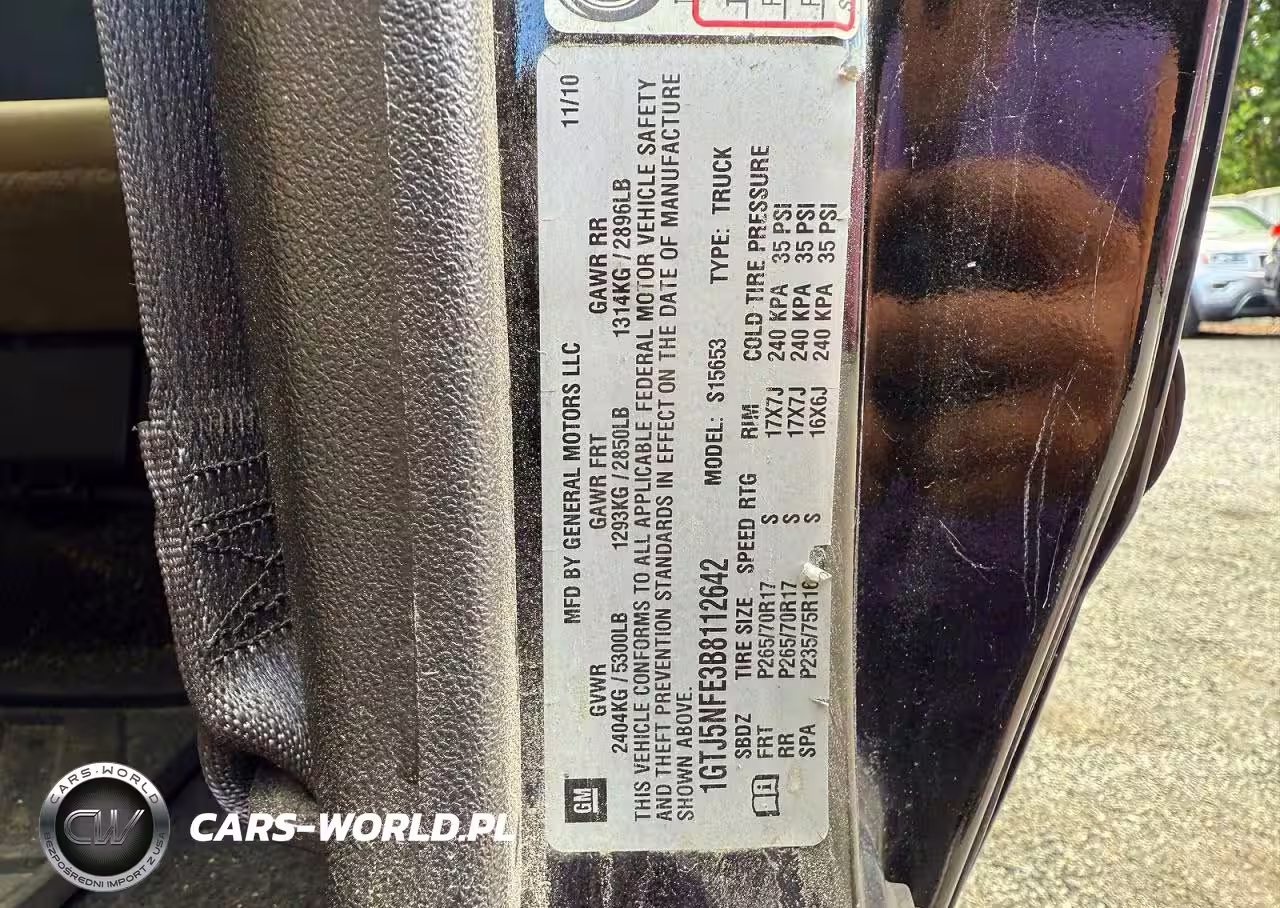 GM
MFD BY GENERAL MOTORS LLC 11/10
GVWR GAWR FRT GAWR RR
2404KG /5300LB 1293KG /2850LB 1314KG /2896LB
THIS VEHICLE CONFORMS TO ALL APPLICABLE FEDERAL MOTOR VEHICLE SAFETY
AND THEFT PREVENTION STANDARDS IN EFFECT ON THE DATE OF MANUFACTURE
SHOWN ABOVE.
1GTJ5NFE3B8112642 MODEL: S15653 TYPE: TRUCK
SBDZ TIRE SIZE SPEED RTG RIM COLD TIRE PRESSURE
FRT P265/70R17 S 17X7J 240 KPA 35 PSI
RR P265/70R17 S 17X7J 240 KPA 35 PSI
SPA P235/75R16 S 16X6J 240 KPA 35 PSI
CARS-WORLD
CW
BEZPOŚREDNI IMPORT Z USA
CARS-WORLD.PL